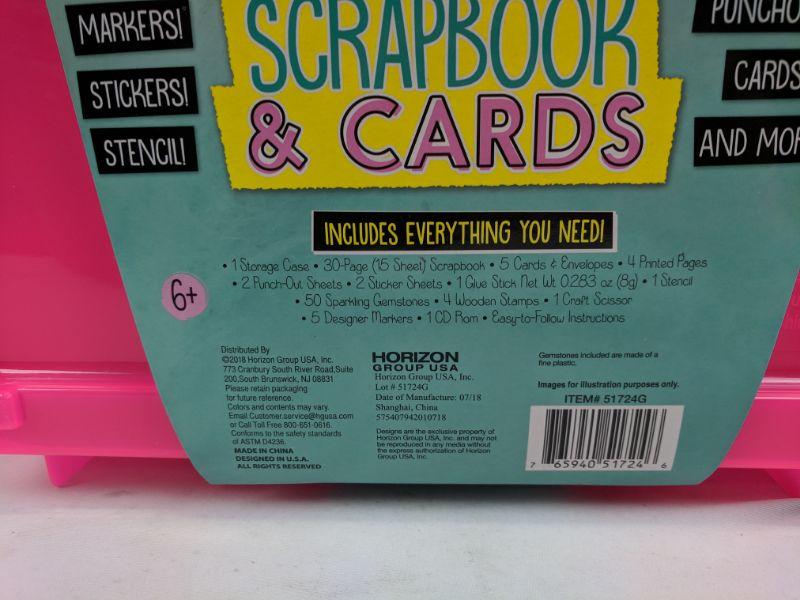 MARKERS!
STICKERS!
STENCIL!
SCRAPBOOK
& CARDS
CARDS
INCLUDES EVERYTHING YOU NEED!
• 1 Storage Case • 30-Page (15 Sheet) Scrapbook • 5 Cards & Envelopes • 4 Printed Pages
• 2 Punch-Out Sheets • 2 Sticker Sheets • 1 Glue Stick Net Wt. 0.283 oz (8g) • 1 Stencil
• 50 Sparkling Gemstones • 4 Wooden Stamps • 1 Craft Scissor
• 5 Designer Markers • 1 CD Rom • Easy-to-Follow Instructions
6+
Distributed By
©2018 Horizon Group USA, Inc.
773 Cranbury South River Road,Suite
200,South Brunswick, NJ 08831
Please retain packaging
for future reference.
Colors and contents may vary.
Email Customer.service@hgusa.com
or Call Toll Free 800-651-0616.
Conforms to the safety standards
of ASTM D4236.
MADE IN CHINA
DESIGNED IN U.S.A.
ALL RIGHTS RESERVED
HORIZON
GROUP USA
Horizon Group USA, Inc.
Lot # 51724G
Date of Manufacture: 07/18
Shanghai, China
575407942010718
Designs are the exclusive property of
Horizon Group USA, Inc. and may not
be reproduced in any media without
the express authorization of Horizon
Group USA, Inc.
Gemstones included are made of a
fine plastic.
Images for illustration purposes only.
ITEM# 51724G
7 65940 51724 6
AND